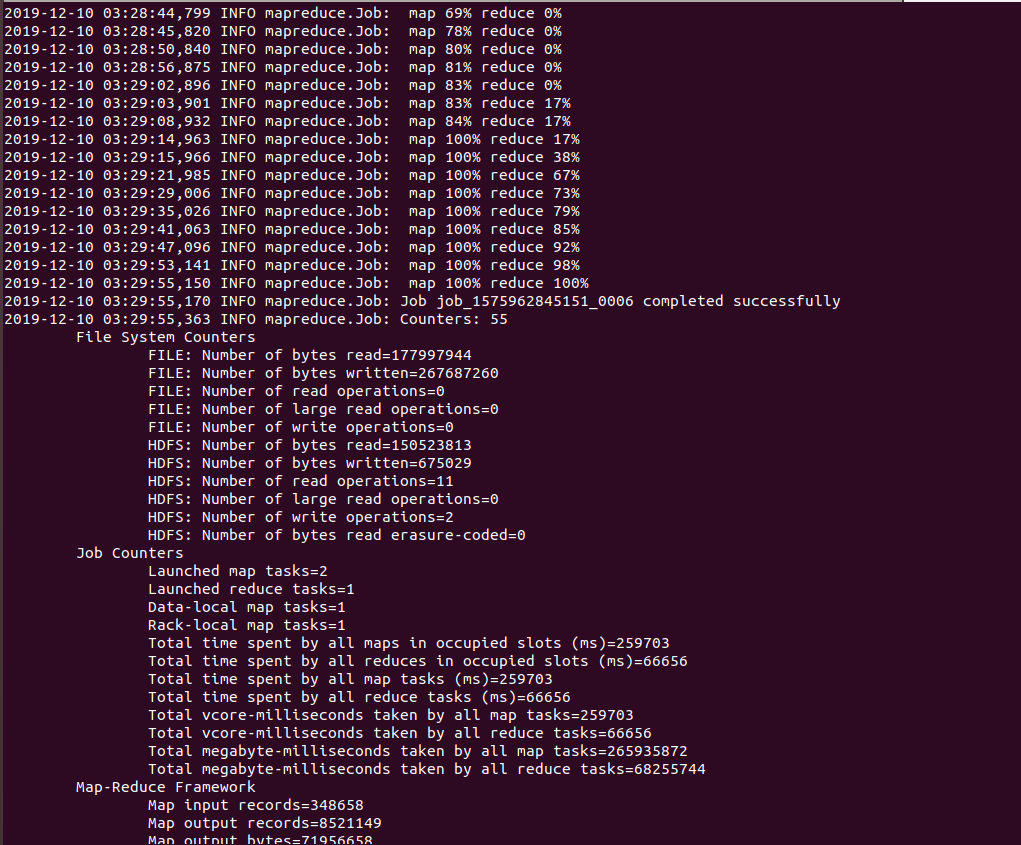 2019-12-10 03:28:44,799 INFO mapreduce.Job:  map 69% reduce 0%
2019-12-10 03:28:45,820 INFO mapreduce.Job:  map 78% reduce 0%
2019-12-10 03:28:50,840 INFO mapreduce.Job:  map 80% reduce 0%
2019-12-10 03:28:56,875 INFO mapreduce.Job:  map 81% reduce 0%
2019-12-10 03:29:02,896 INFO mapreduce.Job:  map 83% reduce 0%
2019-12-10 03:29:03,901 INFO mapreduce.Job:  map 83% reduce 17%
2019-12-10 03:29:08,932 INFO mapreduce.Job:  map 84% reduce 17%
2019-12-10 03:29:14,963 INFO mapreduce.Job:  map 100% reduce 17%
2019-12-10 03:29:15,966 INFO mapreduce.Job:  map 100% reduce 38%
2019-12-10 03:29:21,985 INFO mapreduce.Job:  map 100% reduce 67%
2019-12-10 03:29:29,006 INFO mapreduce.Job:  map 100% reduce 73%
2019-12-10 03:29:35,026 INFO mapreduce.Job:  map 100% reduce 79%
2019-12-10 03:29:41,063 INFO mapreduce.Job:  map 100% reduce 85%
2019-12-10 03:29:47,096 INFO mapreduce.Job:  map 100% reduce 92%
2019-12-10 03:29:53,141 INFO mapreduce.Job:  map 100% reduce 98%
2019-12-10 03:29:55,150 INFO mapreduce.Job:  map 100% reduce 100%
2019-12-10 03:29:55,170 INFO mapreduce.Job: Job job_1575962845151_0006 completed successfully
2019-12-10 03:29:55,363 INFO mapreduce.Job: Counters: 55
File System Counters
FILE: Number of bytes read=177997944
FILE: Number of bytes written=267687260
FILE: Number of read operations=0
FILE: Number of large read operations=0
FILE: Number of write operations=0
HDFS: Number of bytes read=150523813
HDFS: Number of bytes written=675029
HDFS: Number of read operations=11
HDFS: Number of large read operations=0
HDFS: Number of write operations=2
HDFS: Number of bytes read erasure-coded=0
Job Counters
Launched map tasks=2
Launched reduce tasks=1
Data-local map tasks=1
Rack-local map tasks=1
Total time spent by all maps in occupied slots (ms)=259703
Total time spent by all reduces in occupied slots (ms)=66656
Total time spent by all map tasks (ms)=259703
Total time spent by all reduce tasks (ms)=66656
Total vcore-milliseconds taken by all map tasks=259703
Total vcore-milliseconds taken by all reduce tasks=66656
Total megabyte-milliseconds taken by all map tasks=265935872
Total megabyte-milliseconds taken by all reduce tasks=68255744
Map-Reduce Framework
Map input records=348658
Map output records=8521149
Map output bytes=71956658